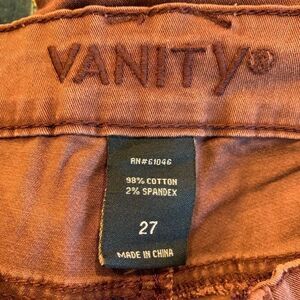 VANITY®
RN#61046
98% COTTON
2% SPANDEX
27
MADE IN CHINA